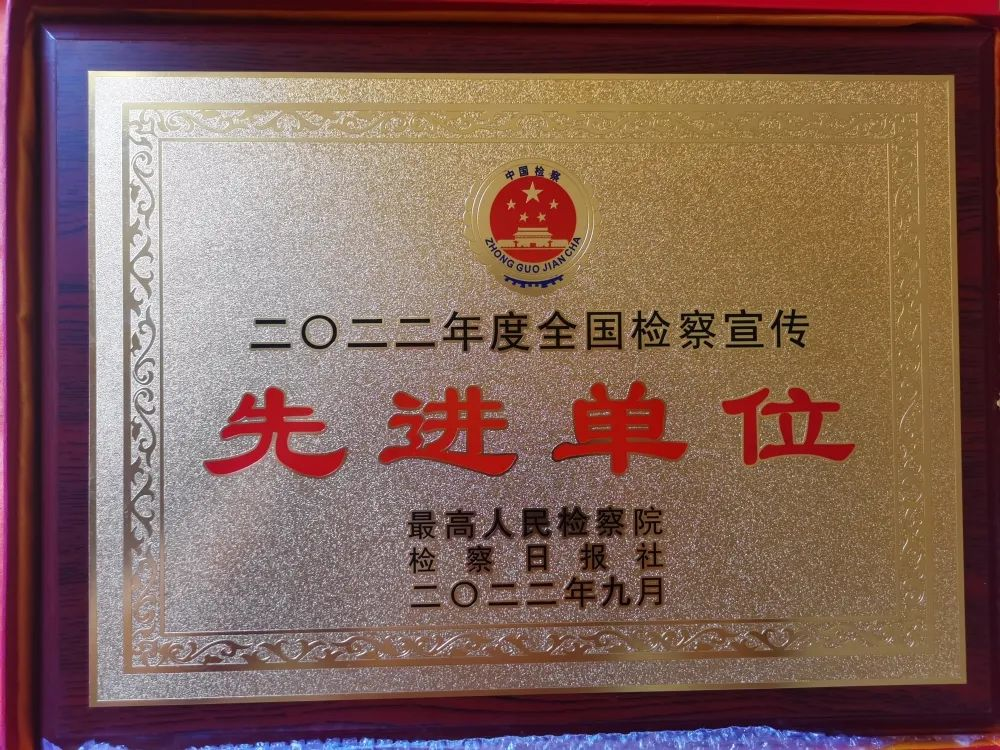 中国检察
ZHONG GUO JIAN CHA
二〇二二年度全国检察宣传
先进单位
最高人民检察院
检察日报社
二〇二二年九月